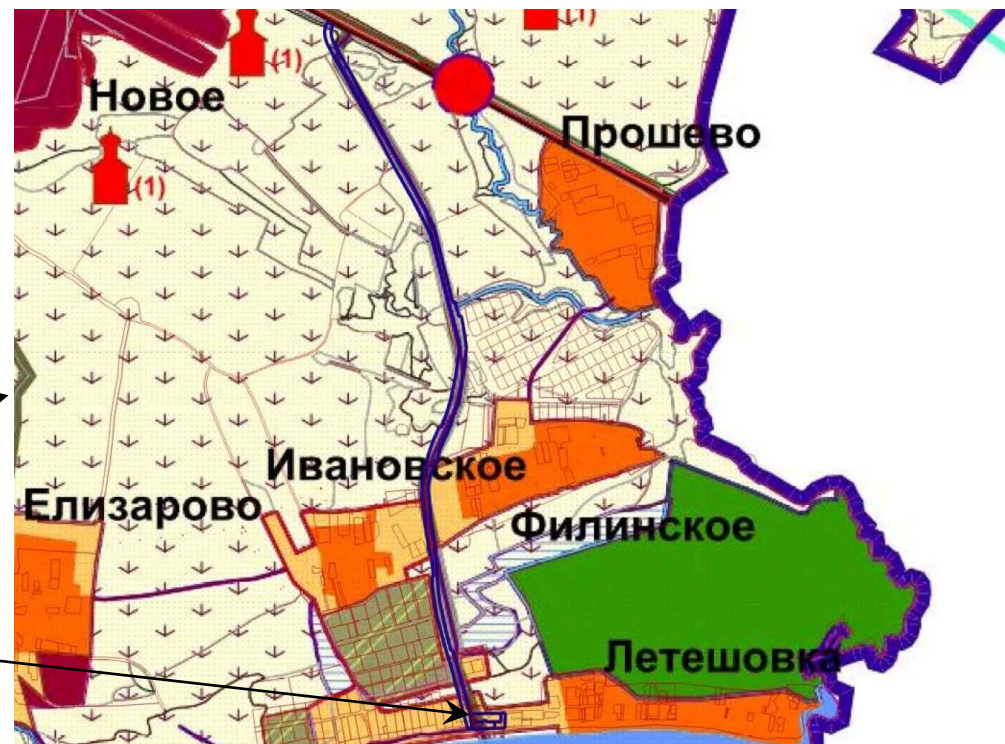 (1)
(1)
Новое
Прошево
(1)
Ивановское
Елизарово
Филинское
Летешовка